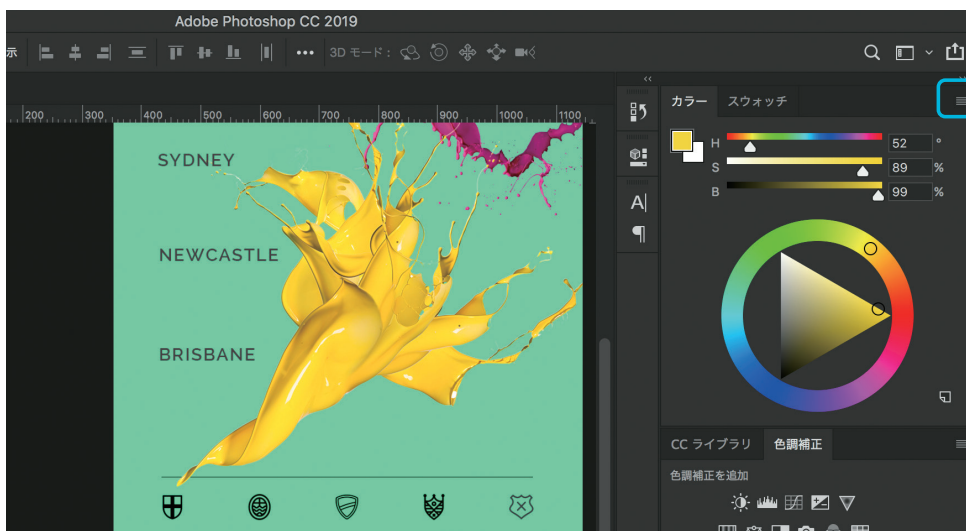 Adobe Photoshop CC 2019
示 3D モード :
200 300 400 500 600 700 800 900 1000 1100
カラー スウォッチ
H 52 °
S 89 %
B 99 %
A
SYDNEY
NEWCASTLE
BRISBANE
CC ライブラリ 色調補正
色調補正を追加